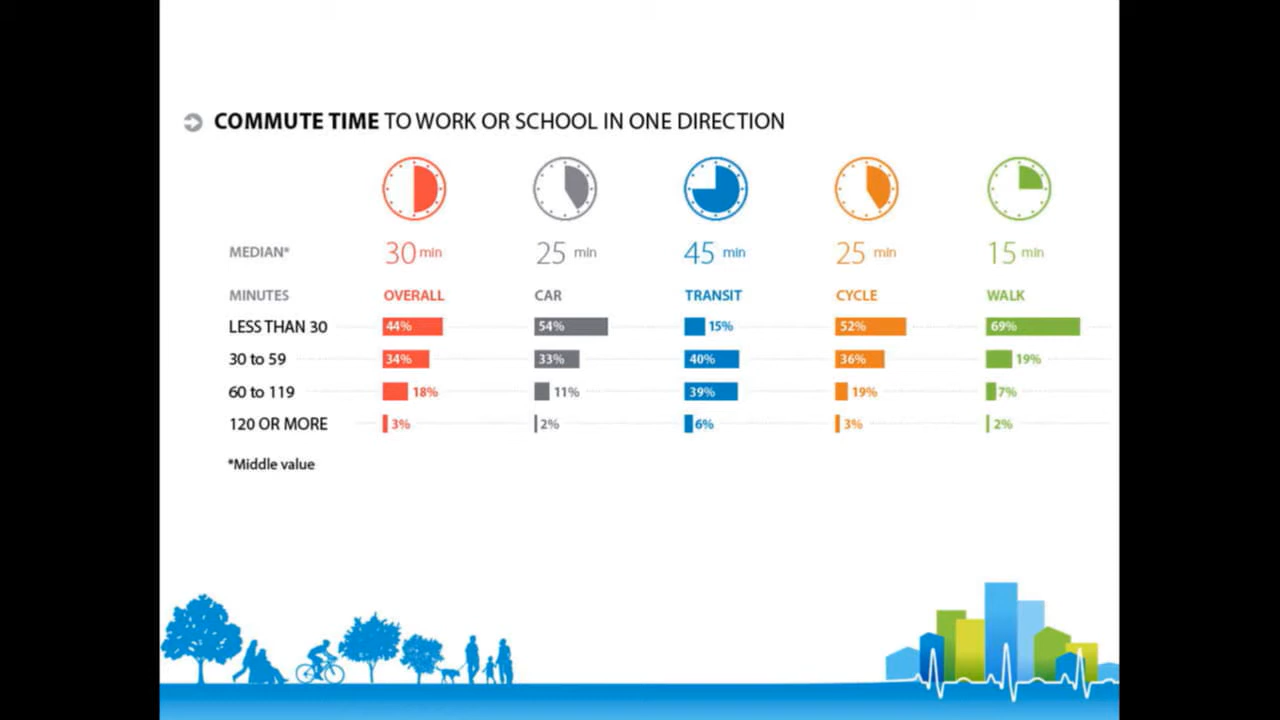 COMMUTE TIME TO WORK OR SCHOOL IN ONE DIRECTION
MEDIAN* 30 min 25 min 45 min 25 min 15 min
MINUTES OVERALL CAR TRANSIT CYCLE WALK
LESS THAN 30 44% 54% 15% 52% 69%
30 to 59 34% 33% 40% 36% 19%
60 to 119 18% 11% 39% 19% 7%
120 OR MORE 3% 2% 6% 3% 2%
*Middle value